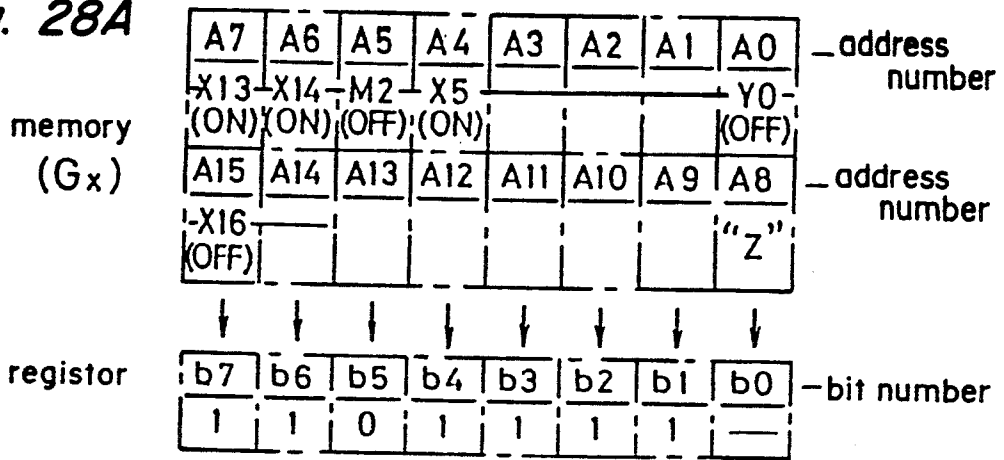 . 28A
A7 A6 A5 A4 A3 A2 A1 A0 address number
X13 X14 M2 X5 Y0
(ON) (ON) (OFF) (ON) (OFF)
memory
(Gx)
A15 A14 A13 A12 A11 A10 A9 A8 address number
X16 "Z"
(OFF)
registor b7 b6 b5 b4 b3 b2 b1 b0 bit number
1 1 0 1 1 1 1 —